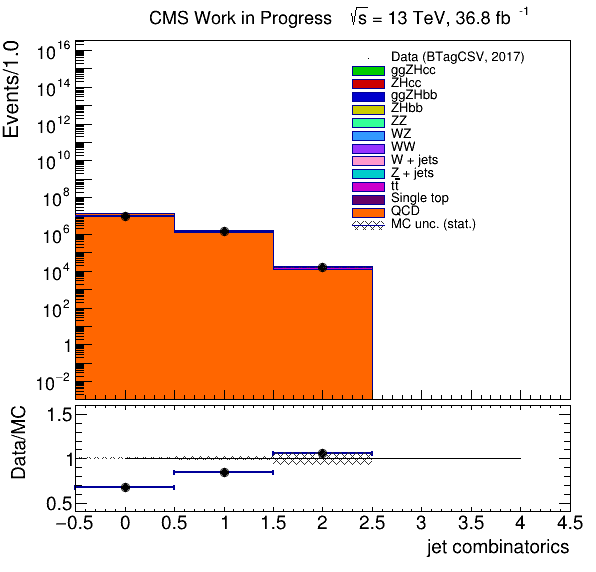 CMS Work in Progress √s = 13 TeV, 36.8 fb⁻¹
Events/1.0
10¹⁶
10¹⁴
10¹²
10¹⁰
10⁸
10⁶
10⁴
10²
1
10⁻²
Data (BTagCSV, 2017)
ggZHcc
ZHcc
ggZHbb
ZHbb
ZZ
WZ
WW
W + jets
Z + jets
tt̅
Single top
QCD
MC unc. (stat.)
Data/MC
1.5
1
0.5
−0.5 0 0.5 1 1.5 2 2.5 3 3.5 4 4.5
jet combinatorics